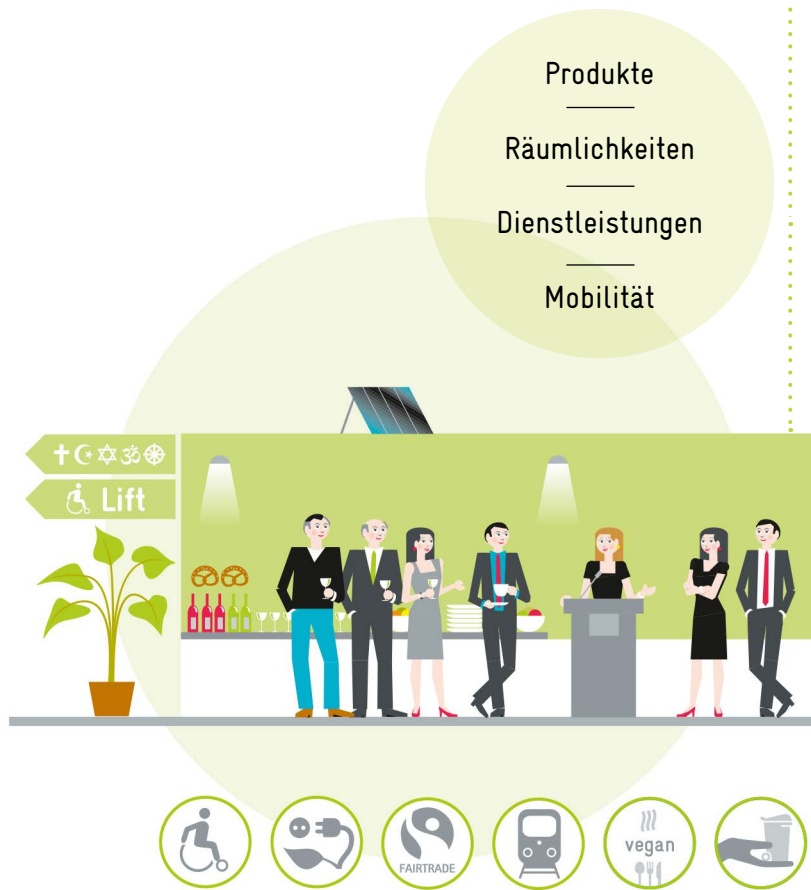 Produkte
Räumlichkeiten
Dienstleistungen
Mobilität
Lift
FAIRTRADE
vegan